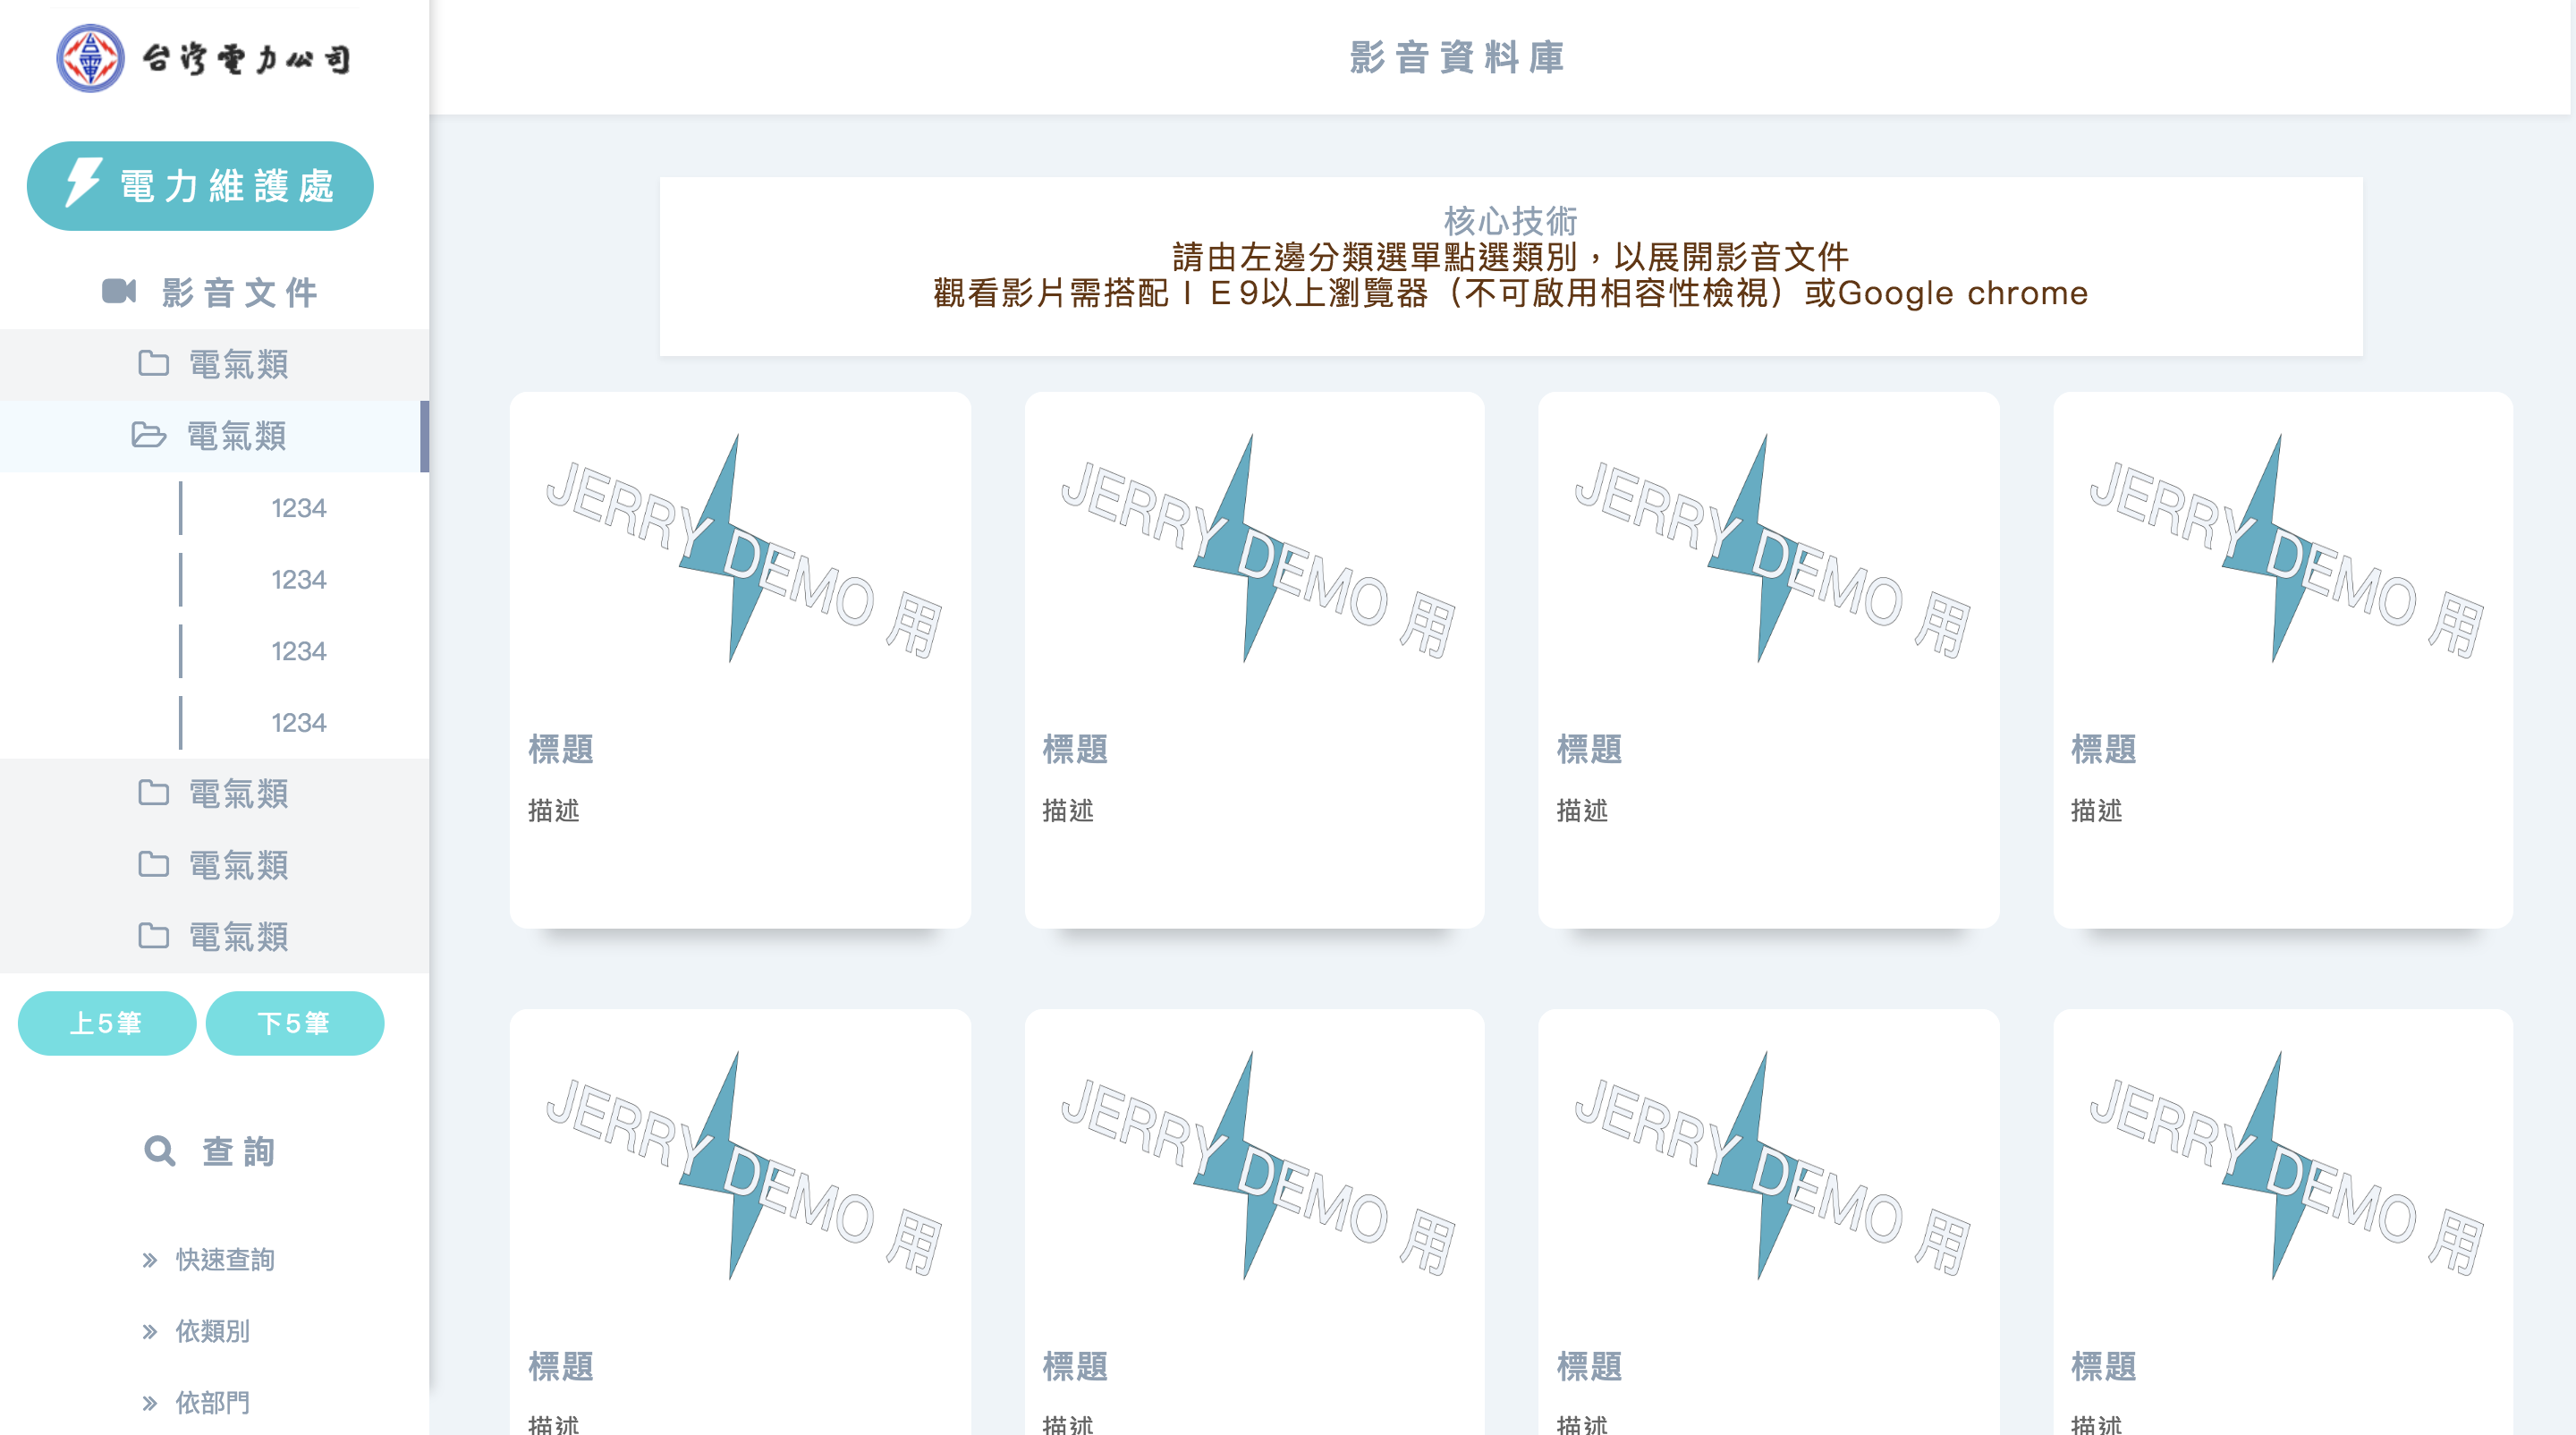 台灣電力公司
電力維護處
影音文件
電氣類
電氣類
1234
1234
1234
1234
電氣類
電氣類
電氣類
上5筆 下5筆
查詢
快速查詢
依類別
依部門
影音資料庫
核心技術
請由左邊分類選單點選類別，以展開影音文件
觀看影片需搭配ＩＥ9以上瀏覽器（不可啟用相容性檢視）或Google chrome
JERRY DEMO 用
標題
描述
JERRY DEMO 用
標題
描述
JERRY DEMO 用
標題
描述
JERRY DEMO 用
標題
描述
JERRY DEMO 用
標題
描述
JERRY DEMO 用
標題
描述
JERRY DEMO 用
標題
描述
JERRY DEMO 用
標題
描述